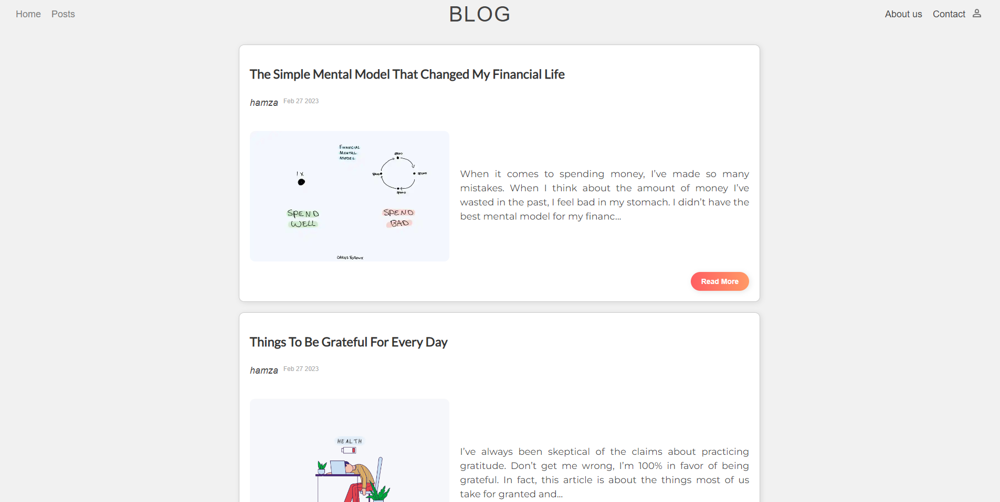 Home Posts BLOG About us Contact
The Simple Mental Model That Changed My Financial Life
hamza Feb 27 2023
FINANCIAL
MENTAL
MODEL
1 X
SPEND
SPEND
SPEND
SPEND
SPEND
WELL
SPEND
BAD
DARIUS FOROUX
When it comes to spending money, I’ve made so many
mistakes. When I think about the amount of money I’ve
wasted in the past, I feel bad in my stomach. I didn’t have the
best mental model for my financ...
Read More
Things To Be Grateful For Every Day
hamza Feb 27 2023
HEALTH
I’ve always been skeptical of the claims about practicing
gratitude. Don’t get me wrong, I’m 100% in favor of being
grateful. In fact, this article is about the things most of us
take for granted and...